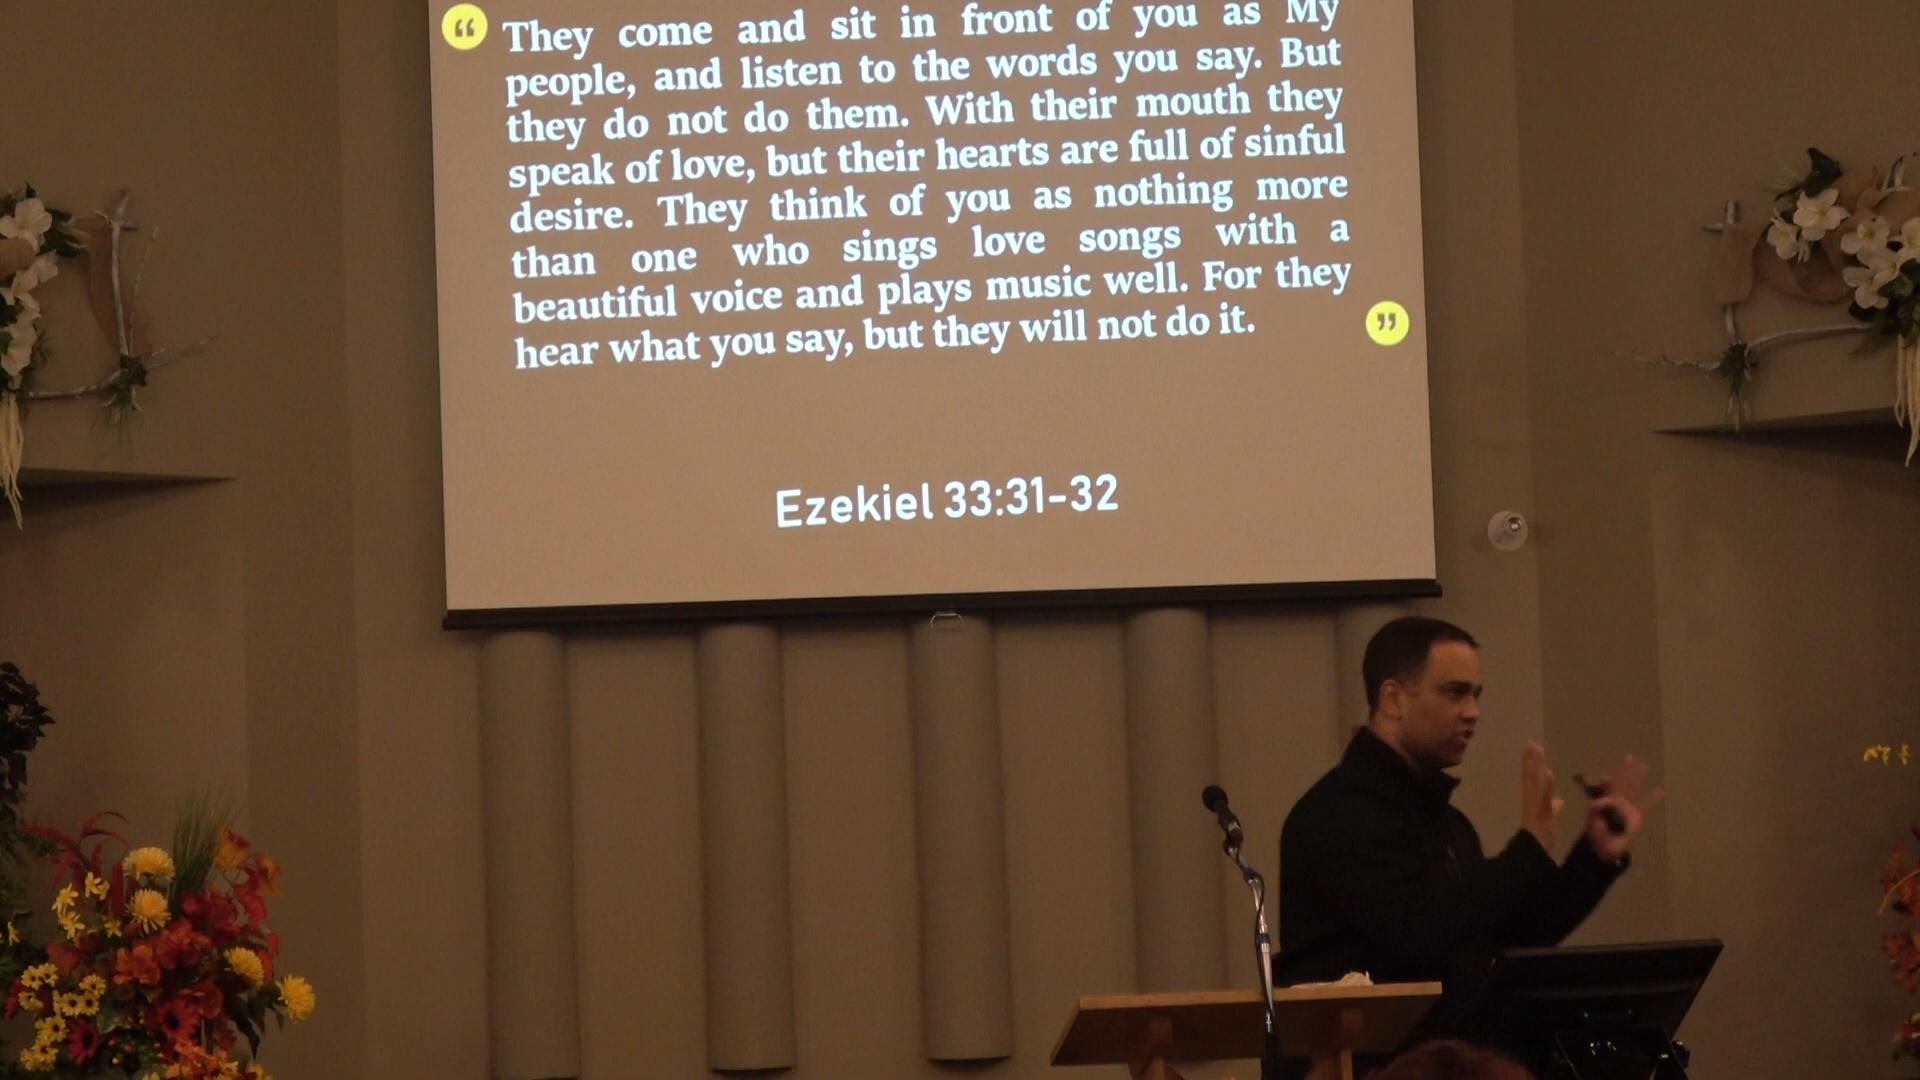 “ They come and sit in front of you as My
people, and listen to the words you say. But
they do not do them. With their mouth they
speak of love, but their hearts are full of sinful
desire. They think of you as nothing more
than one who sings love songs with a
beautiful voice and plays music well. For they
hear what you say, but they will not do it. ”
Ezekiel 33:31-32